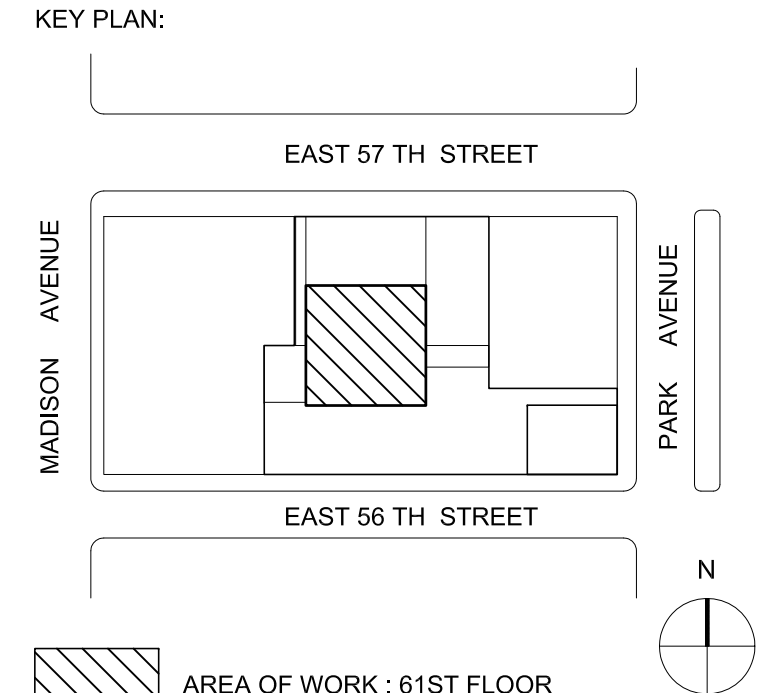 KEY PLAN:
EAST 57 TH STREET
MADISON AVENUE
PARK AVENUE
EAST 56 TH STREET
N
AREA OF WORK : 61ST FLOOR